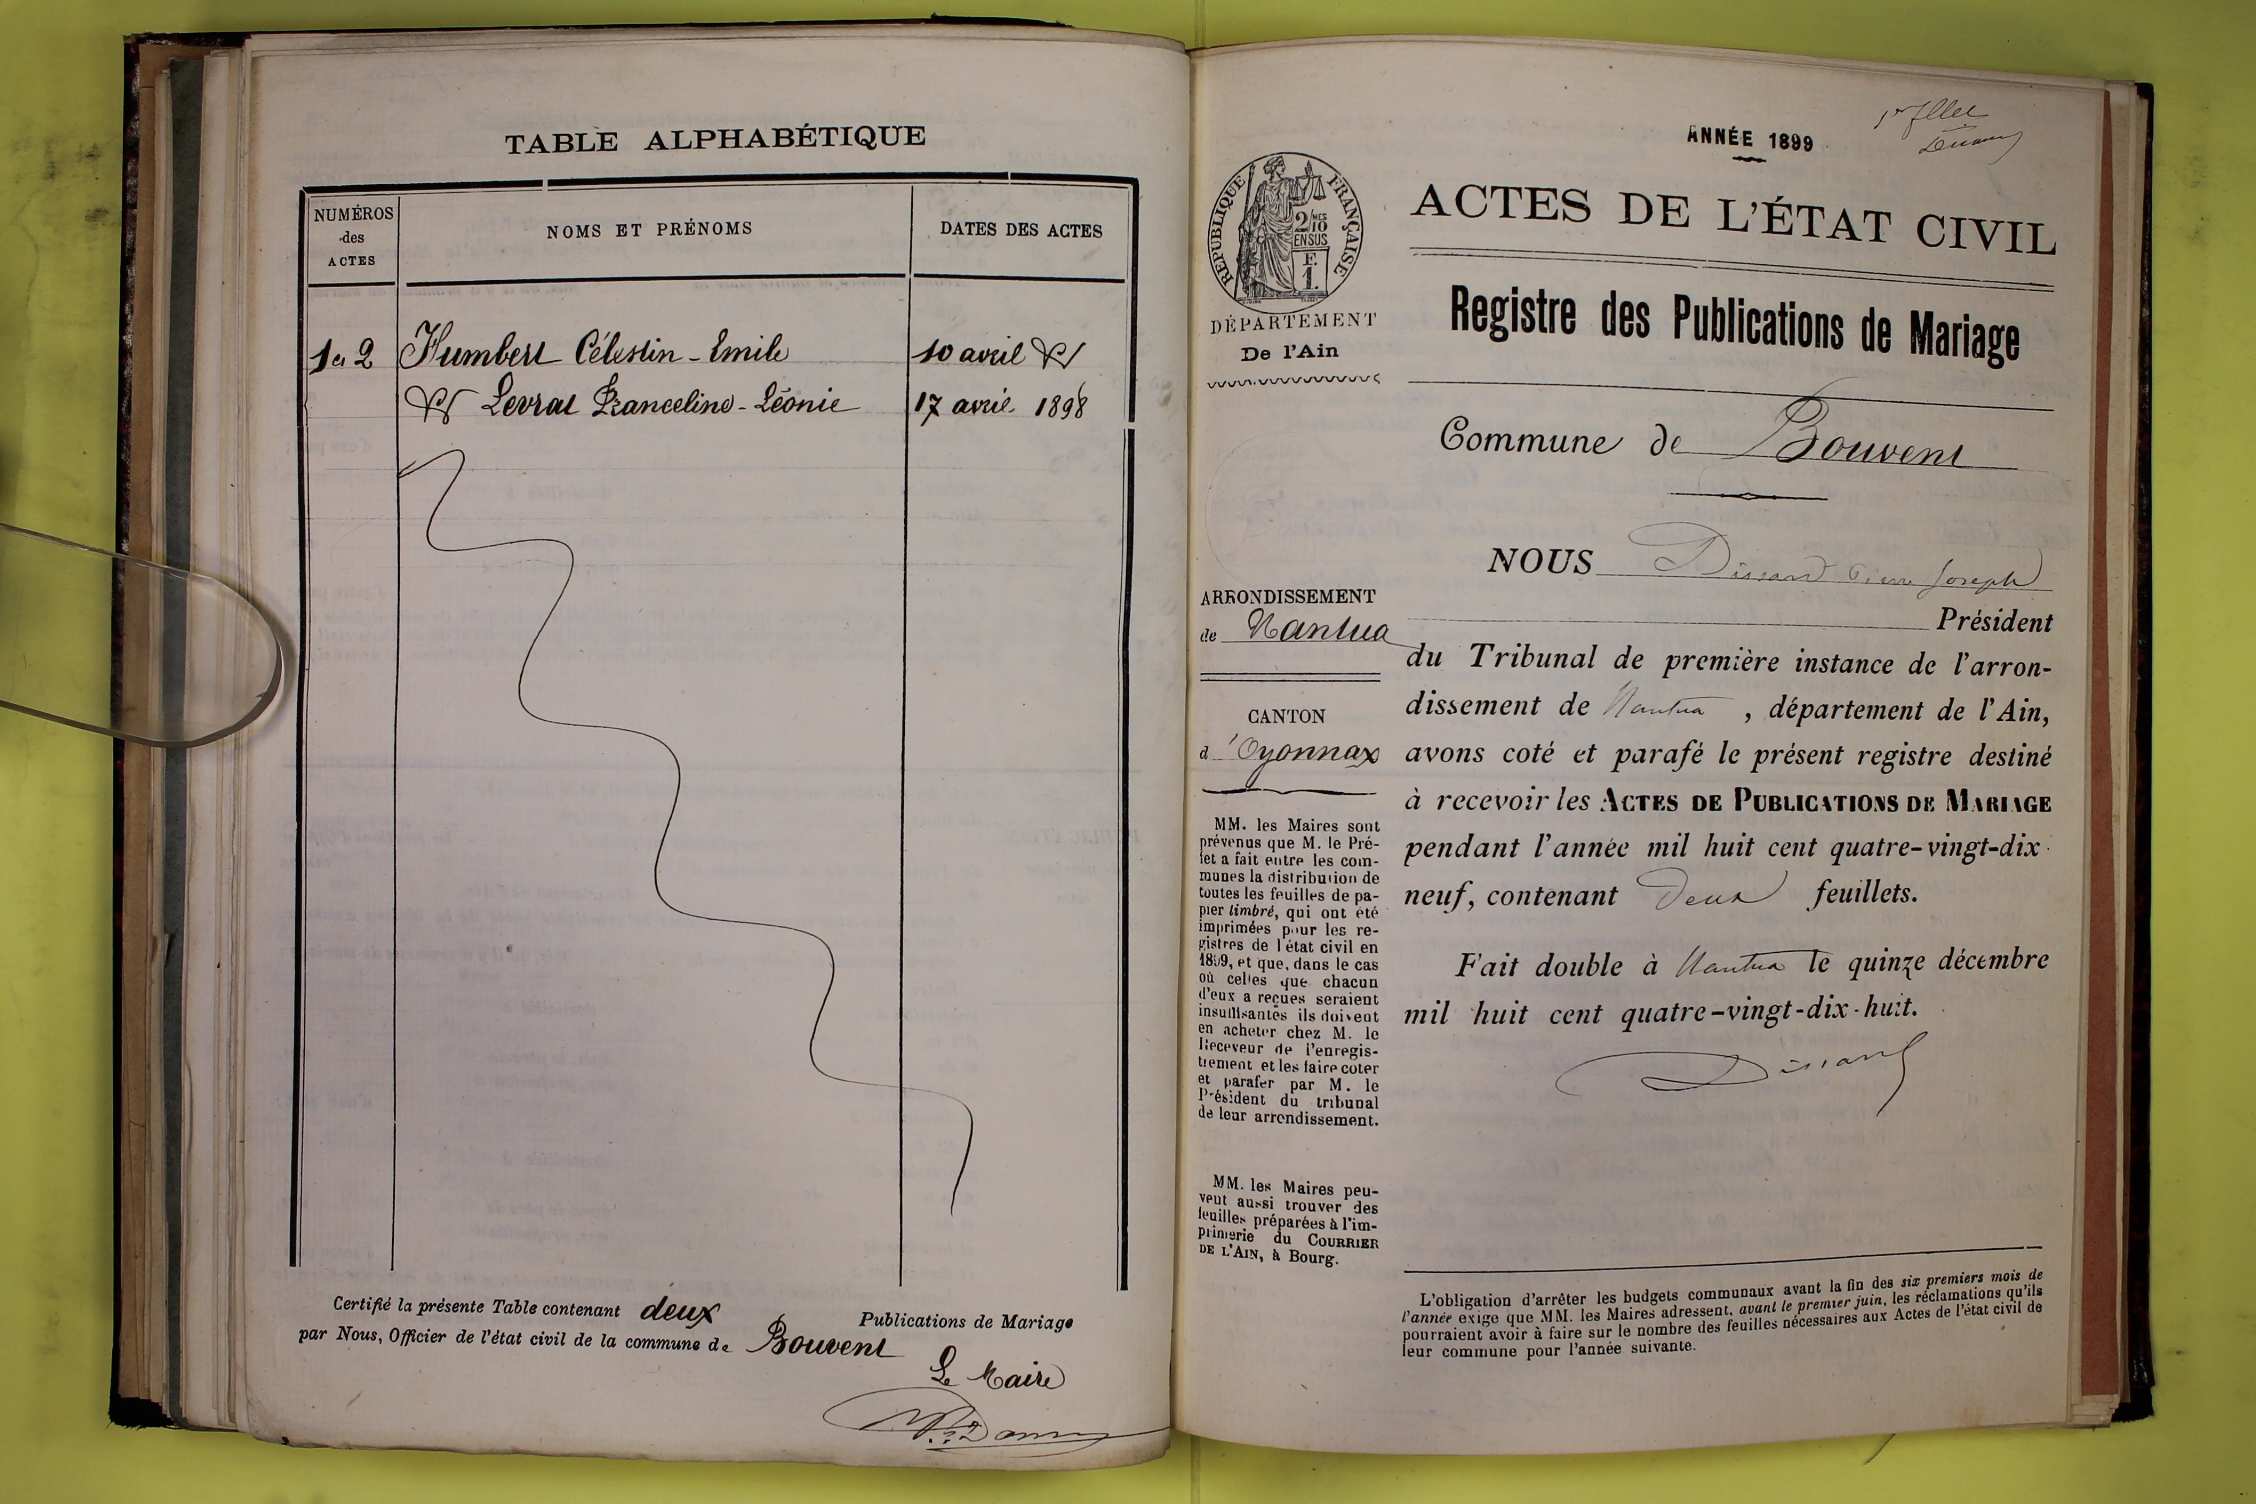 TABLE ALPHABÉTIQUE
NUMÉROS
des
ACTES
NOMS ET PRÉNOMS
DATES DES ACTES
1 et 2 Humbert Célestin-Emile 10 avril &
& Levrat Franceline-Léonie 17 avril 1898
Certifié la présente Table contenant deux Publications de Mariage
par Nous, Officier de l'état civil de la commune de Bouvent
Le Maire
1er fllet
ANNÉE 1899
RÉPUBLIQUE FRANÇAISE
2/10 MES
EN SUS
F.
1.
DÉPARTEMENT
De l'Ain
ARRONDISSEMENT
de Nantua
CANTON
d'Oyonnax
MM. les Maires sont
prévenus que M. le Pré-
fet a fait entre les com-
munes la distribution de
toutes les feuilles de pa-
pier timbré, qui ont été
imprimées pour les re-
gistres de l'état civil en
1899, et que, dans le cas
où celles que chacun
d'eux a reçues seraient
insuffisantes ils doivent
en acheter chez M. le
Receveur de l'enregis-
trement et les faire coter
et parafer par M. le
Président du tribunal
de leur arrondissement.
MM. les Maires peu-
vent aussi trouver des
feuilles préparées à l'im-
primerie du COURRIER
DE L'AIN, à Bourg.
ACTES DE L'ÉTAT CIVIL
Registre des Publications de Mariage
Commune de Bouvent
NOUS Dissard Pierre Joseph
Président
du Tribunal de première instance de l'arron-
dissement de Nantua, département de l'Ain,
avons coté et parafé le présent registre destiné
à recevoir les ACTES DE PUBLICATIONS DE MARIAGE
pendant l'année mil huit cent quatre-vingt-dix-
neuf, contenant deux feuillets.
Fait double à Nantua le quinze décembre
mil huit cent quatre-vingt-dix-huit.
Dissard
L'obligation d'arrêter les budgets communaux avant la fin des six premiers mois de
l'année exige que MM. les Maires adressent, avant le premier juin, les réclamations qu'ils
pourraient avoir à faire sur le nombre des feuilles nécessaires aux Actes de l'état civil de
leur commune pour l'année suivante.